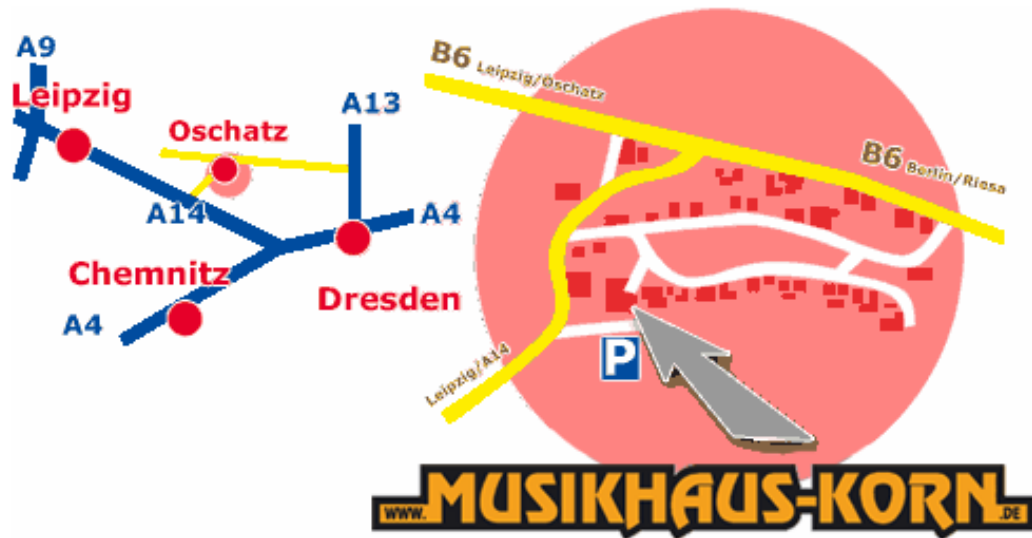 A9
Leipzig
A13
Oschatz
A14
A4
Chemnitz
Dresden
A4
B6 Leipzig/Oschatz
B6 Berlin/Riesa
Leipzig/A14
P
WWW.MUSIKHAUS-KORN.DE